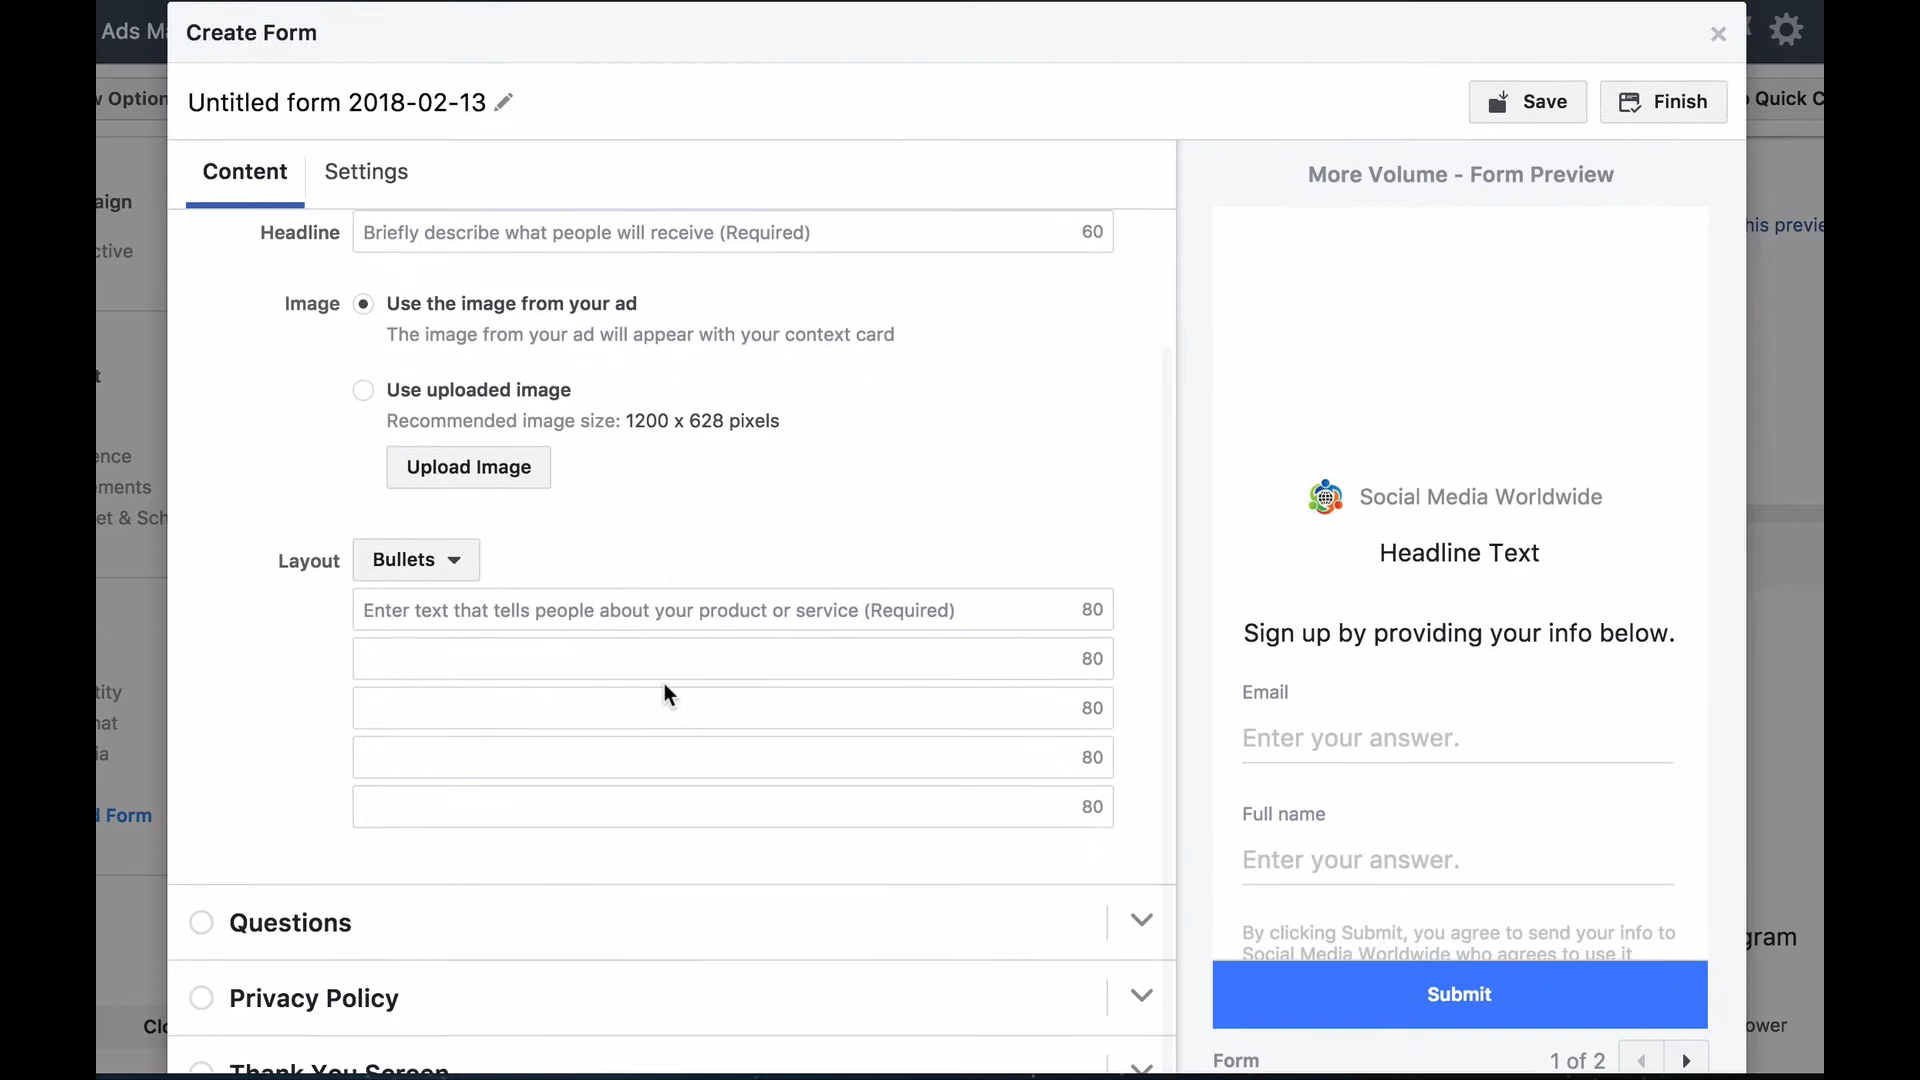 Ads Ma
Create Form
Untitled form 2018-02-13
Save
Finish
w Option
Quick C
Content
Settings
More Volume - Form Preview
aign
ctive
his previe
Headline
Briefly describe what people will receive (Required)
60
Image
Use the image from your ad
The image from your ad will appear with your context card
Use uploaded image
Recommended image size: 1200 x 628 pixels
Upload Image
t
ence
ements
et & Sch
Social Media Worldwide
Headline Text
Layout
Bullets
Enter text that tells people about your product or service (Required)
80
80
80
80
80
Sign up by providing your info below.
Email
Enter your answer.
Full name
Enter your answer.
By clicking Submit, you agree to send your info to
Social Media Worldwide who agrees to use it
Submit
tity
nat
ia
d Form
Questions
Privacy Policy
Thank You Screen
Clo
gram
ower
Form
1 of 2